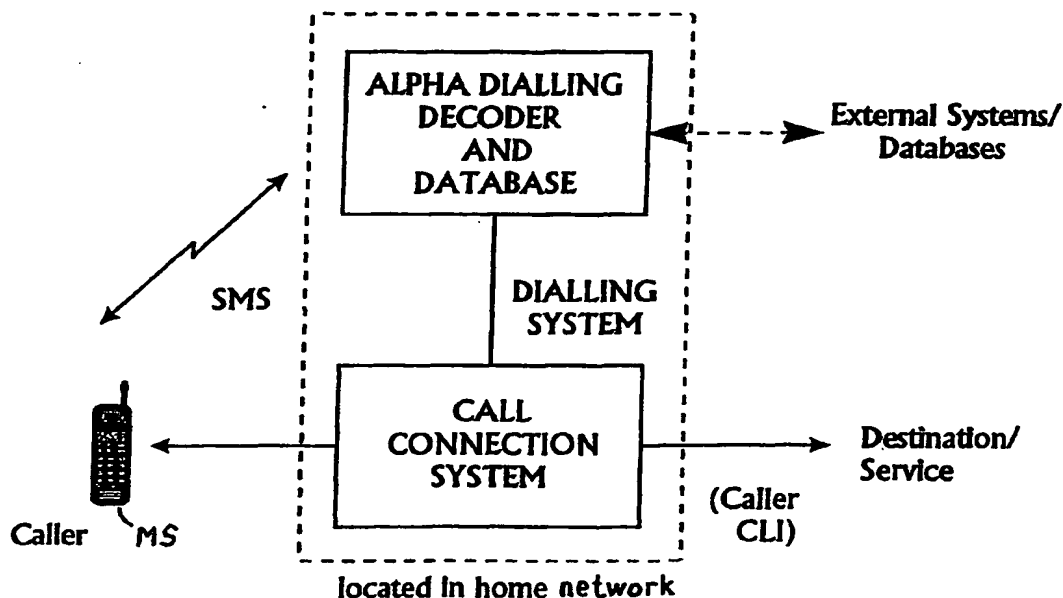 ALPHA DIALLING
DECODER
AND
DATABASE
External Systems/
Databases
SMS
DIALLING
SYSTEM
CALL
CONNECTION
SYSTEM
Destination/
Service
(Caller
CLI)
Caller
MS
located in home network